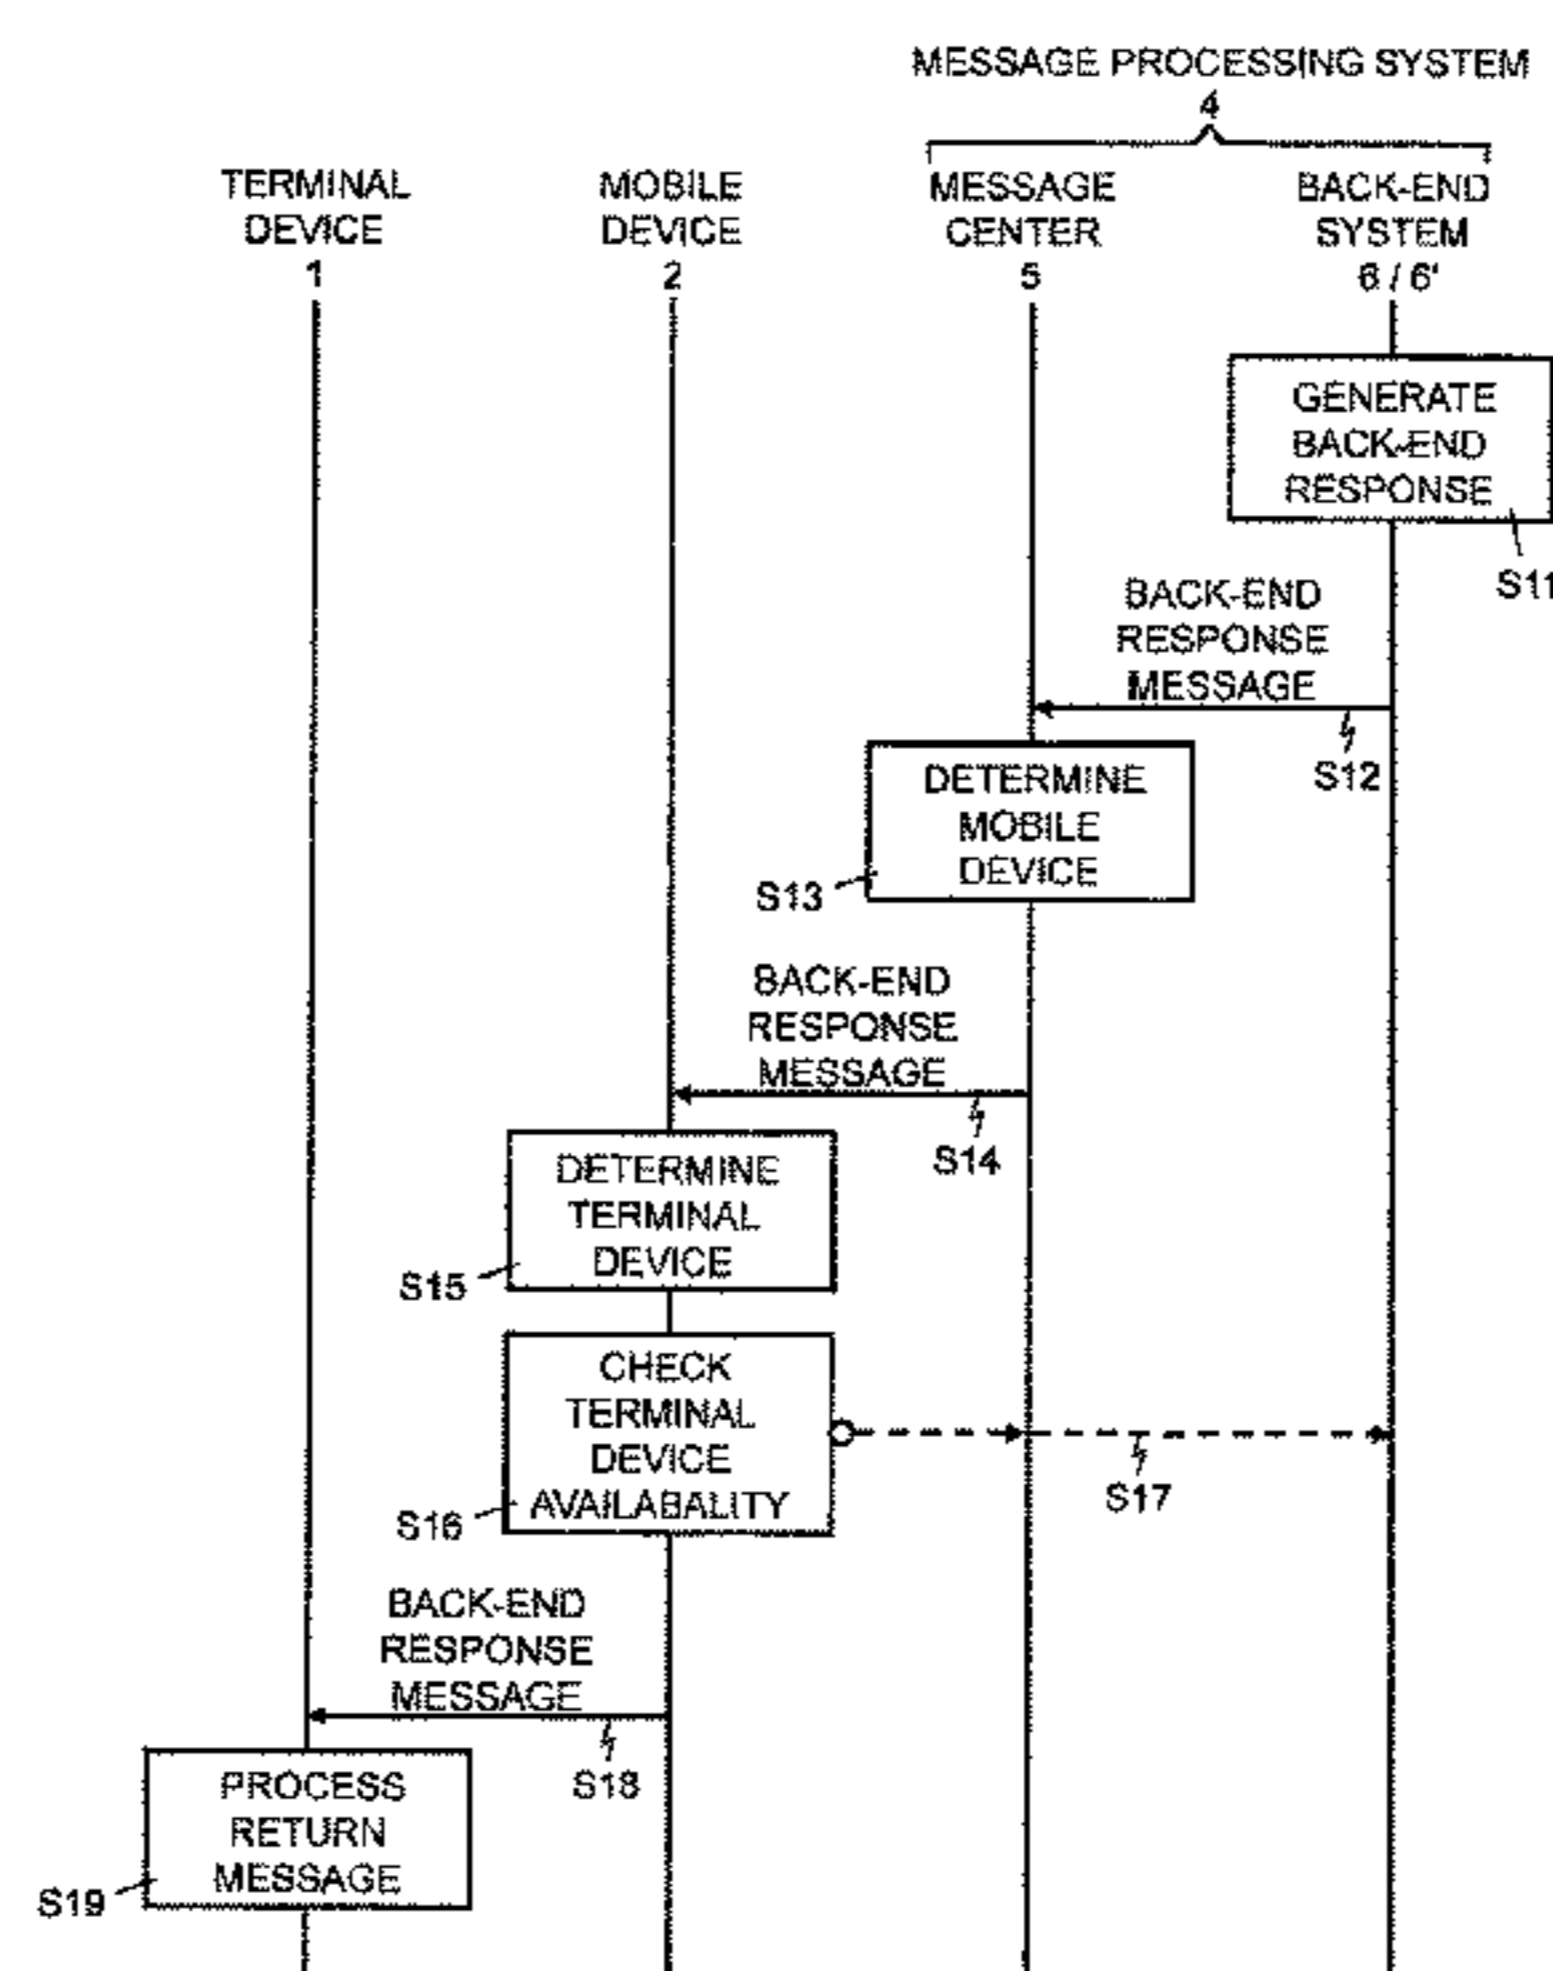 MESSAGE PROCESSING SYSTEM
4
TERMINAL
DEVICE
1
MOBILE
DEVICE
2
MESSAGE
CENTER
5
BACK-END
SYSTEM
6 / 6'
GENERATE
BACK-END
RESPONSE
S11
BACK-END
RESPONSE
MESSAGE
S12
DETERMINE
MOBILE
DEVICE
S13
BACK-END
RESPONSE
MESSAGE
S14
DETERMINE
TERMINAL
DEVICE
S15
CHECK
TERMINAL
DEVICE
AVAILABALITY
S16
S17
BACK-END
RESPONSE
MESSAGE
S18
PROCESS
RETURN
MESSAGE
S19